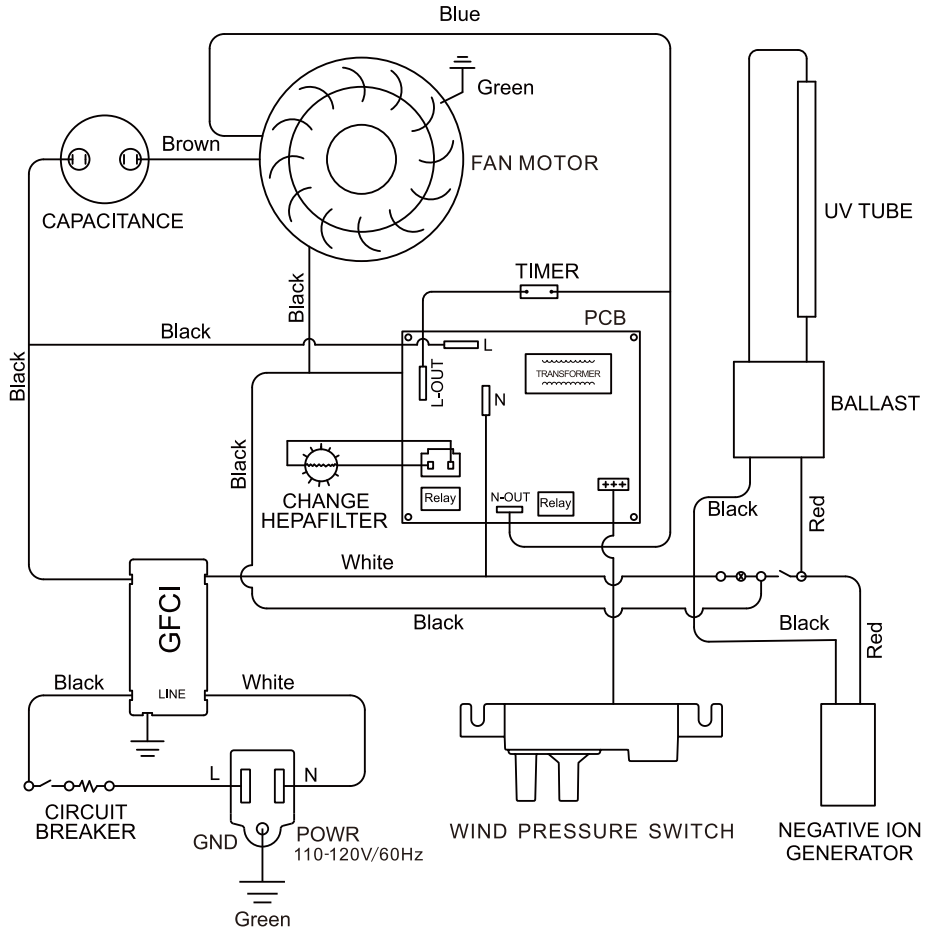 Blue
Green
Brown
FAN MOTOR
CAPACITANCE
UV TUBE
TIMER
Black
PCB
Black
L
TRANSFORMER
L-OUT
Black
N
BALLAST
Black
CHANGE
HEPAFILTER
Relay
N-OUT
Relay
+++
Black
Red
White
GFCI
Black
Black
Red
LINE
Black
White
L
N
CIRCUIT
BREAKER
GND
POWR
110-120V/60Hz
Green
WIND PRESSURE SWITCH
NEGATIVE ION
GENERATOR